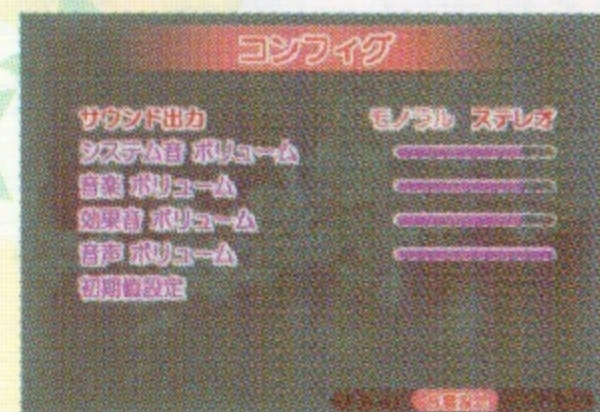 コンフィグ
サウンド出力 モノラル ステレオ
システム音 ボリューム
音楽 ボリューム
効果音 ボリューム
音声 ボリューム
初期値設定